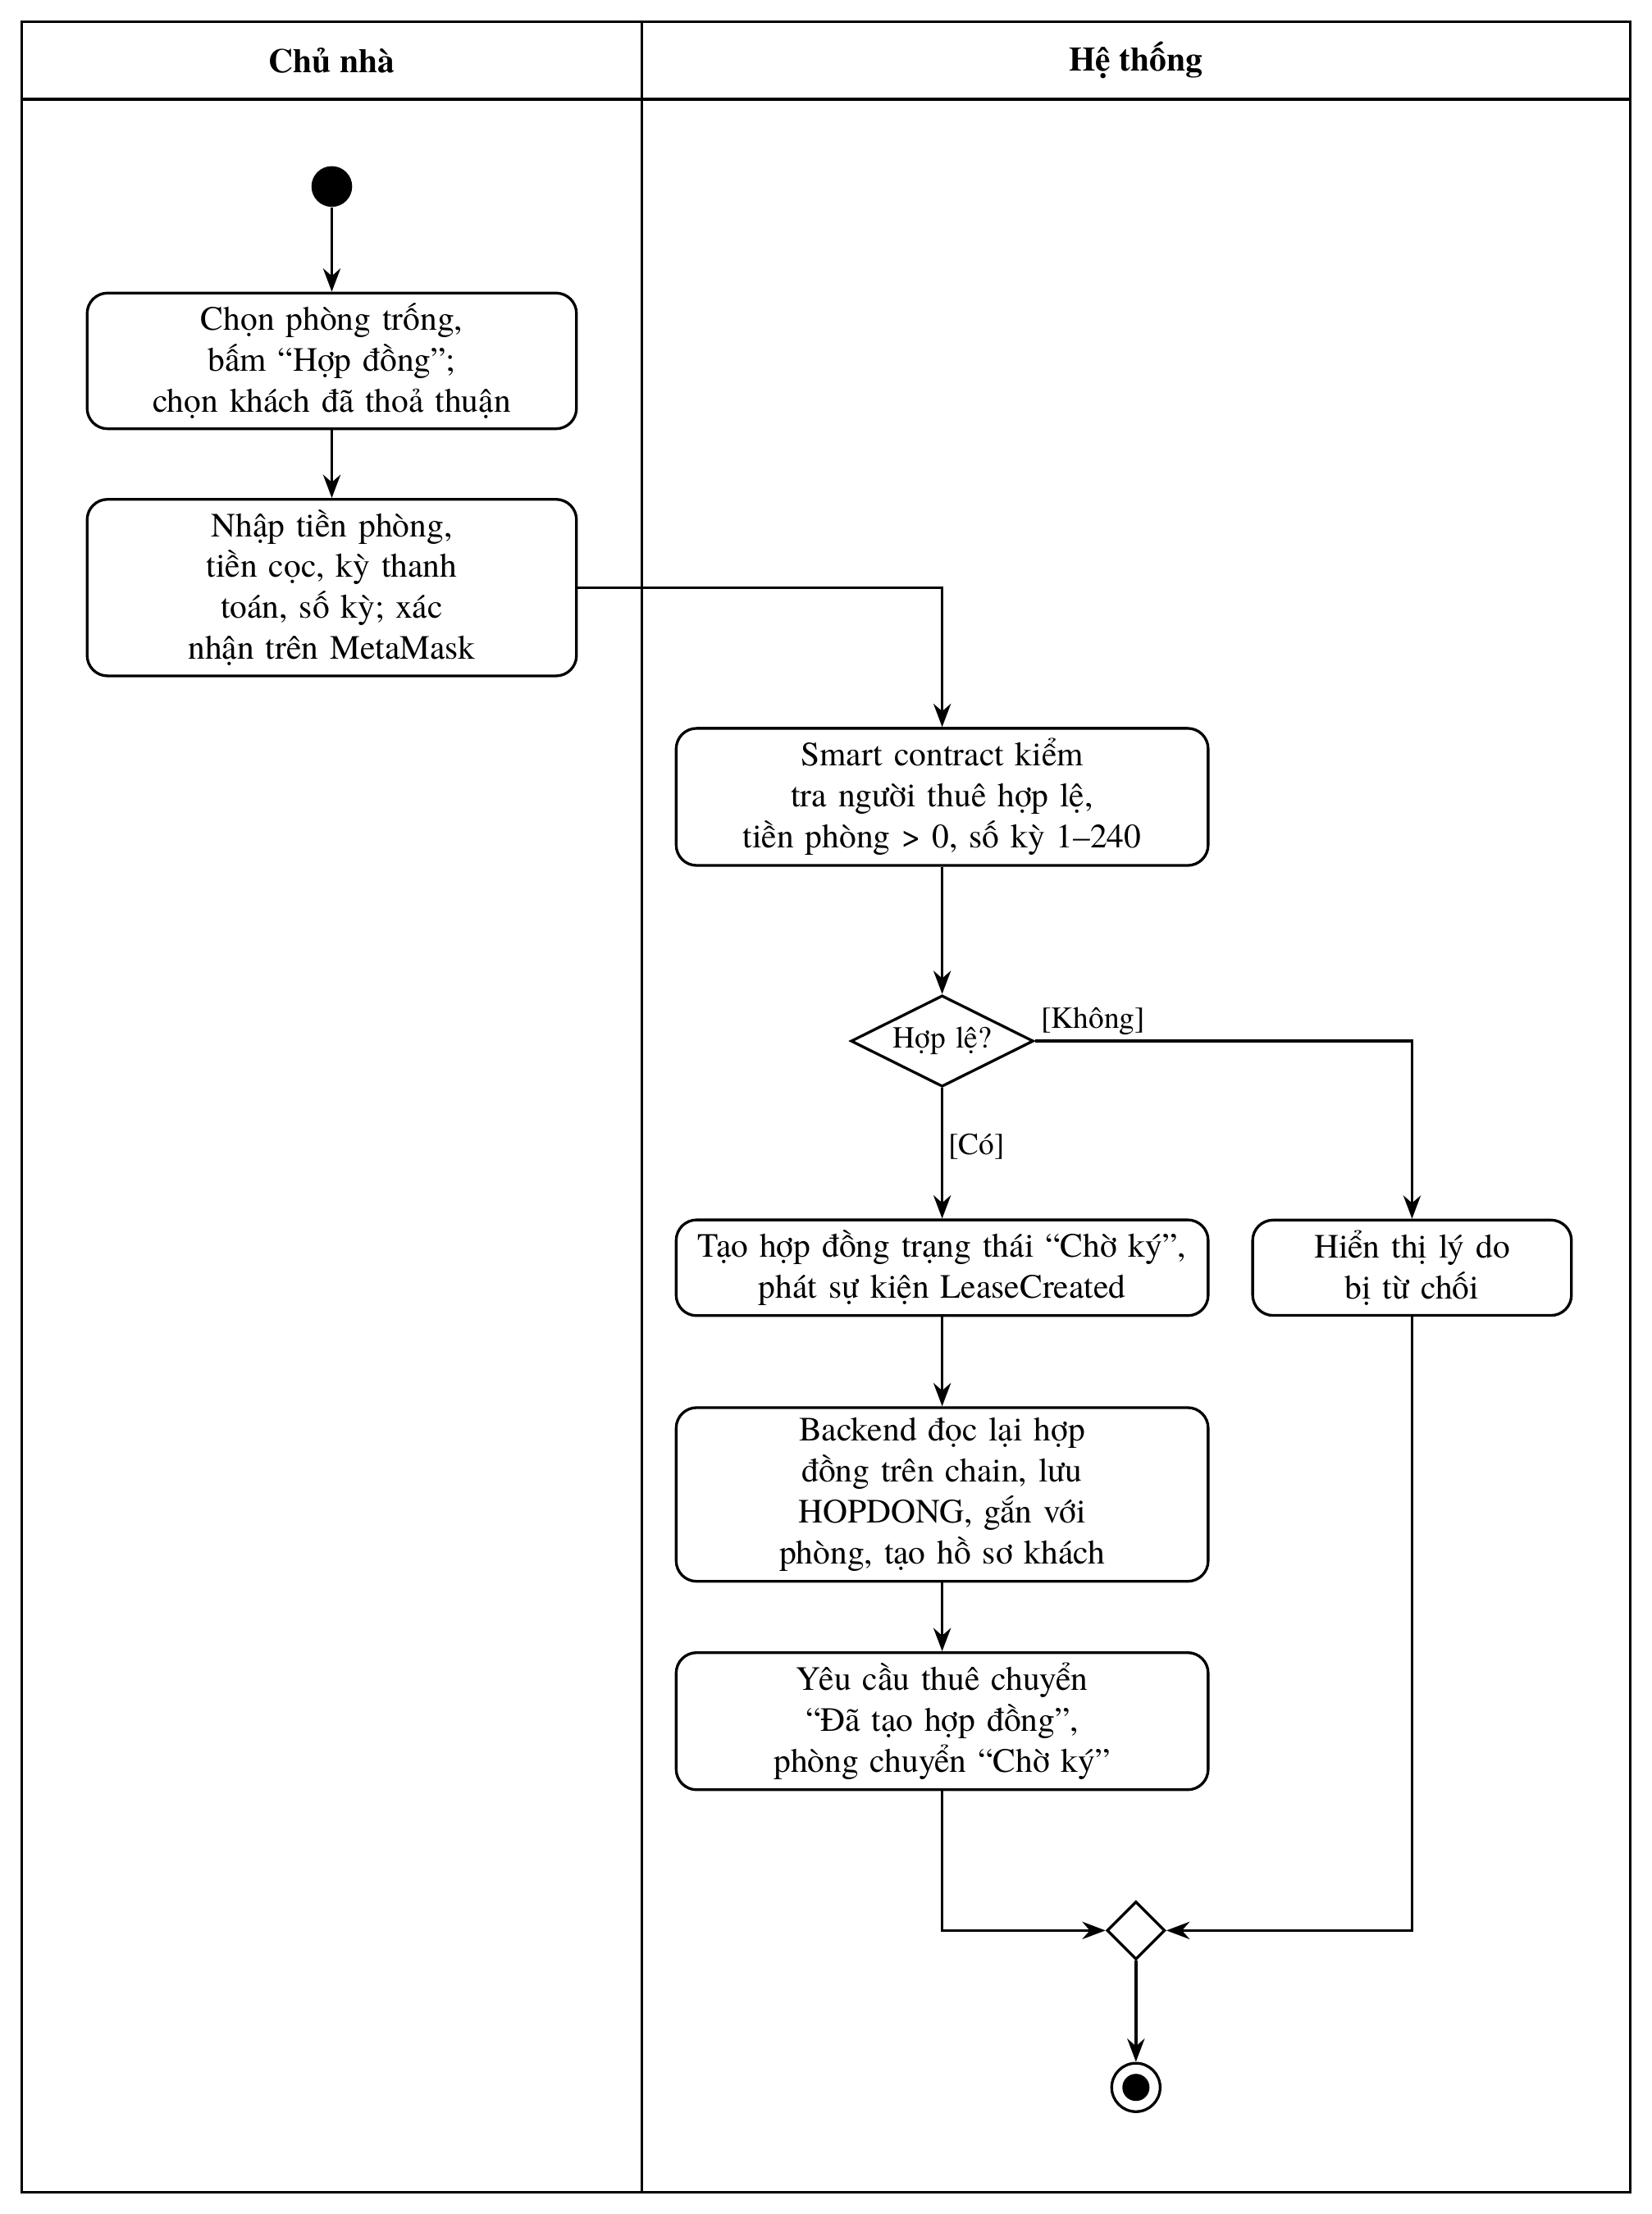 Chủ nhà
Hệ thống
Chọn phòng trống,
bấm “Hợp đồng”;
chọn khách đã thoả thuận
Nhập tiền phòng,
tiền cọc, kỳ thanh
toán, số kỳ; xác
nhận trên MetaMask
Smart contract kiểm
tra người thuê hợp lệ,
tiền phòng > 0, số kỳ 1–240
Hợp lệ?
[Không]
[Có]
Tạo hợp đồng trạng thái “Chờ ký”,
phát sự kiện LeaseCreated
Hiển thị lý do
bị từ chối
Backend đọc lại hợp
đồng trên chain, lưu
HOPDONG, gắn với
phòng, tạo hồ sơ khách
Yêu cầu thuê chuyển
“Đã tạo hợp đồng”,
phòng chuyển “Chờ ký”